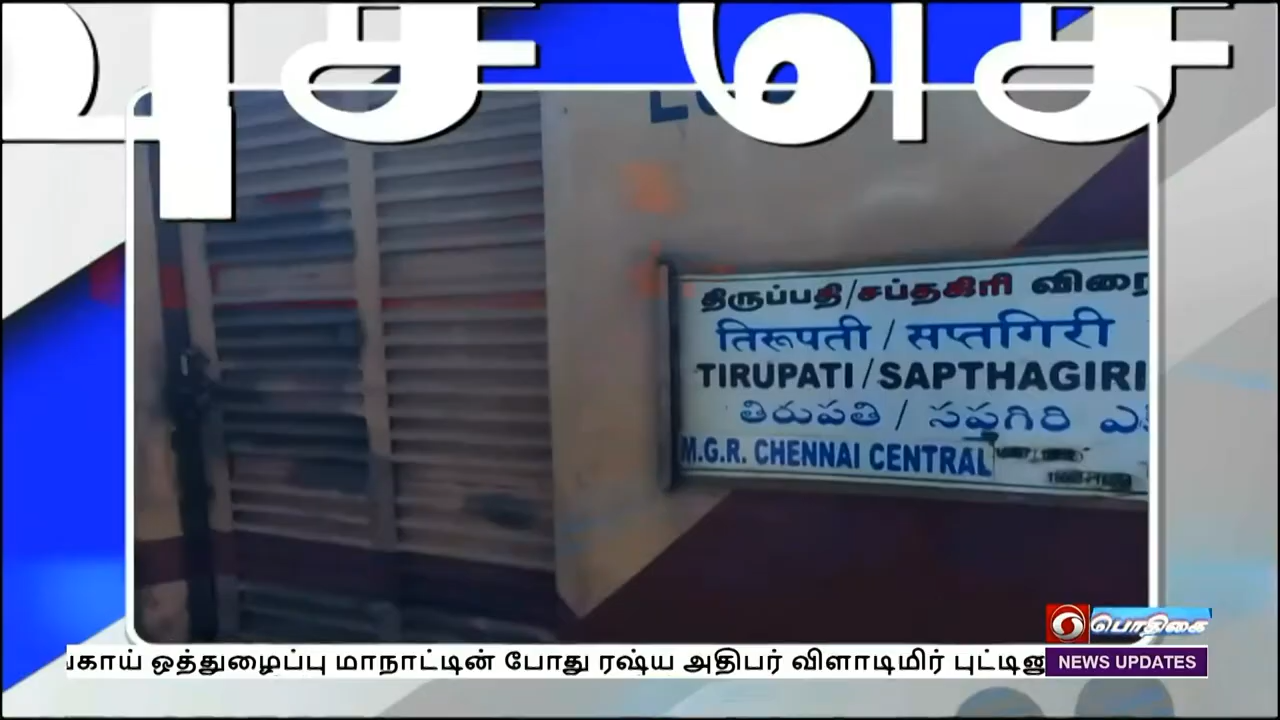 திருப்பதி/சப்தகிரி விரை
तिरूपती / सप्तगिरी
TIRUPATI/SAPTHAGIRI
తిరుపతి / సప్తగిరి ఎక్
M.G.R. CHENNAI CENTRAL
பொதிகை
ஒத்துழைப்பு மாநாட்டின் போது ரஷ்ய அதிபர் விளாடிமிர் புட்டினு
NEWS UPDATES